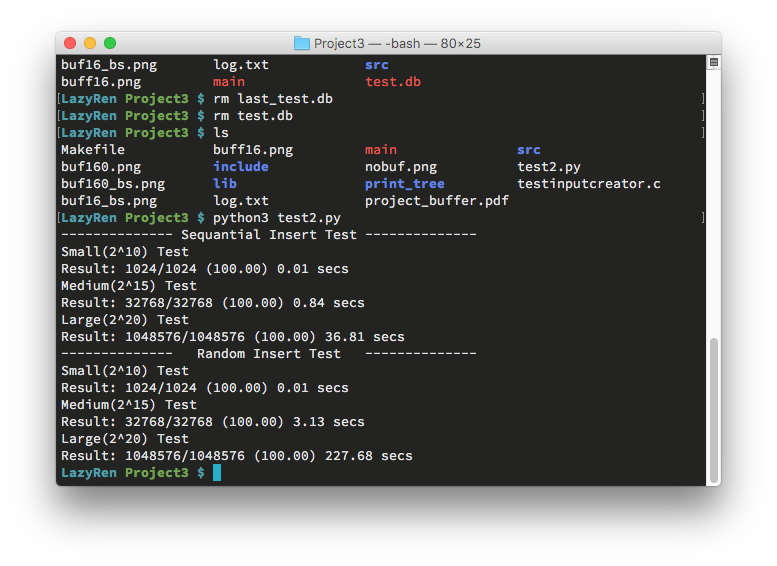 Project3 — -bash — 80×25
buf16_bs.png       log.txt            src
buff16.png         main               test.db
[LazyRen Project3 $ rm last_test.db ]
[LazyRen Project3 $ rm test.db ]
[LazyRen Project3 $ ls ]
Makefile           buff16.png         main               src
buf160.png         include            nobuf.png          test2.py
buf160_bs.png      lib                print_tree         testinputcreator.c
buf16_bs.png       log.txt            project_buffer.pdf
[LazyRen Project3 $ python3 test2.py ]
-------------- Sequantial Insert Test --------------
Small(2^10) Test
Result: 1024/1024 (100.00) 0.01 secs
Medium(2^15) Test
Result: 32768/32768 (100.00) 0.84 secs
Large(2^20) Test
Result: 1048576/1048576 (100.00) 36.81 secs
--------------   Random Insert Test   --------------
Small(2^10) Test
Result: 1024/1024 (100.00) 0.01 secs
Medium(2^15) Test
Result: 32768/32768 (100.00) 3.13 secs
Large(2^20) Test
Result: 1048576/1048576 (100.00) 227.68 secs
LazyRen Project3 $